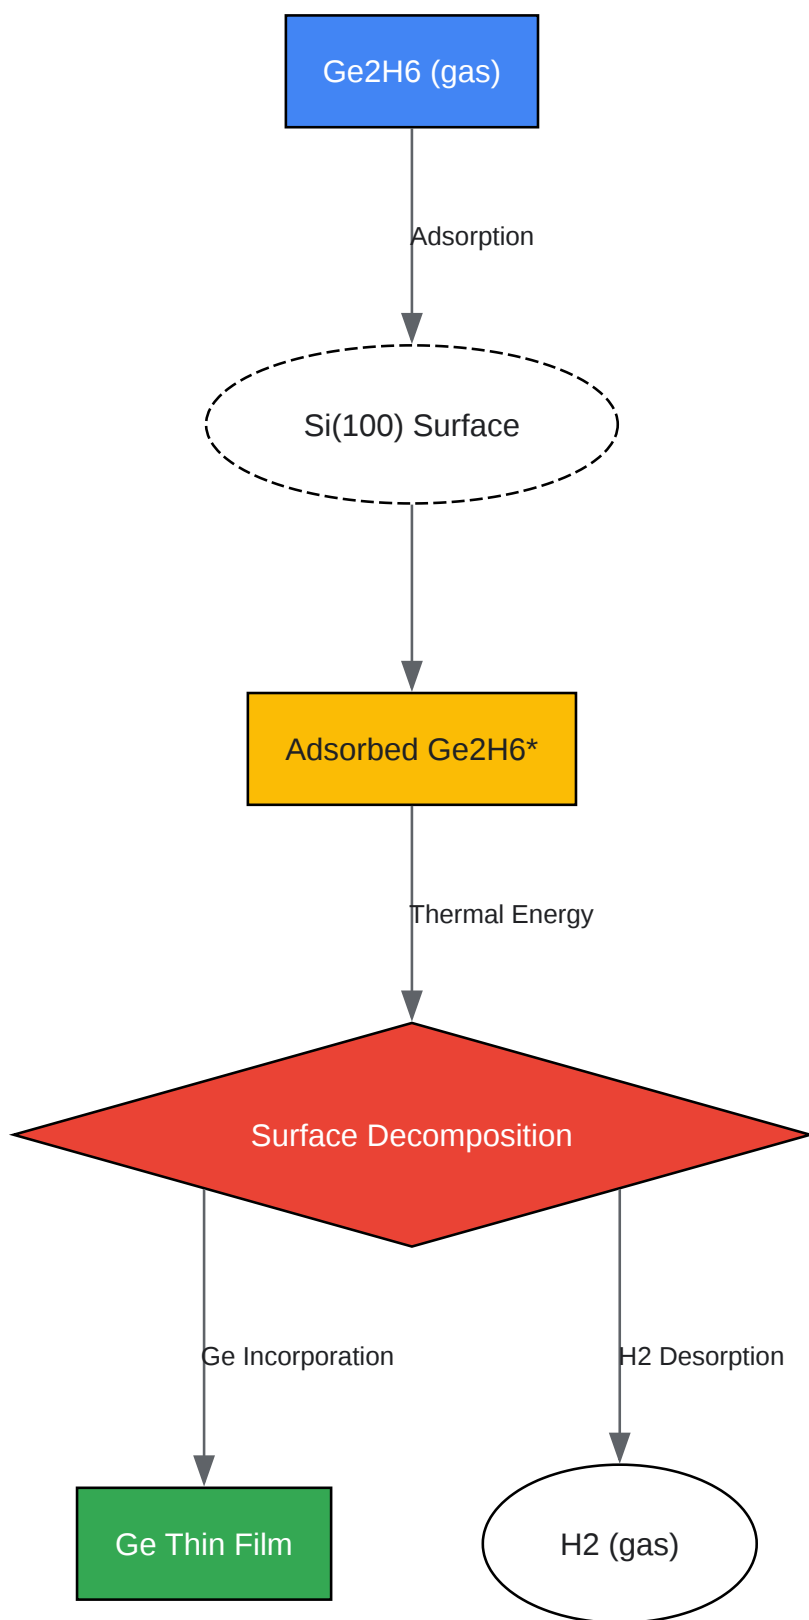 Ge2H6 (gas)
Adsorption
Si(100) Surface
Adsorbed Ge2H6*
Thermal Energy
Surface Decomposition
Ge Incorporation
H2 Desorption
Ge Thin Film
H2 (gas)